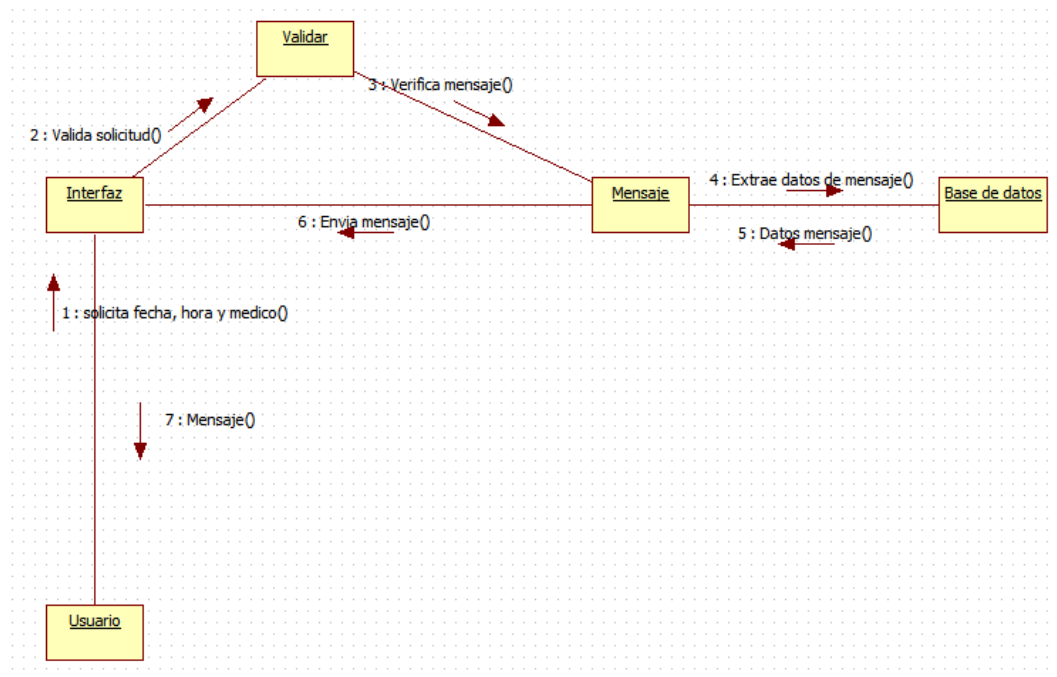 Validar
3 : Verifica mensaje()
2 : Valida solicitud()
Interfaz
Mensaje
4 : Extrae datos de mensaje()
Base de datos
6 : Envia mensaje()
5 : Datos mensaje()
1 : solicita fecha, hora y medico()
7 : Mensaje()
Usuario